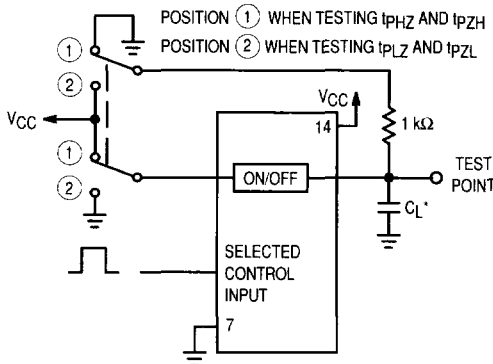 POSITION 1 WHEN TESTING tPHZ AND tPZH
POSITION 2 WHEN TESTING tPLZ AND tPZL
1
2
VCC
1
2
VCC
14
1 kΩ
TEST
POINT
ON/OFF
CL*
SELECTED
CONTROL
INPUT
7